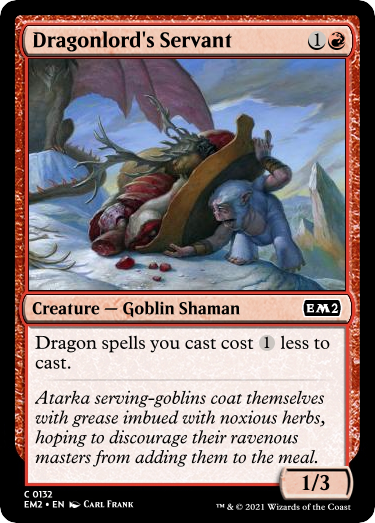 Dragonlord's Servant 1
Creature — Goblin Shaman EM2
Dragon spells you cast cost 1 less to
cast.
Atarka serving-goblins coat themselves
with grease imbued with noxious herbs,
hoping to discourage their ravenous
masters from adding them to the meal.
1/3
C 0132
EM2 • EN Carl Frank
™ & © 2021 Wizards of the Coast